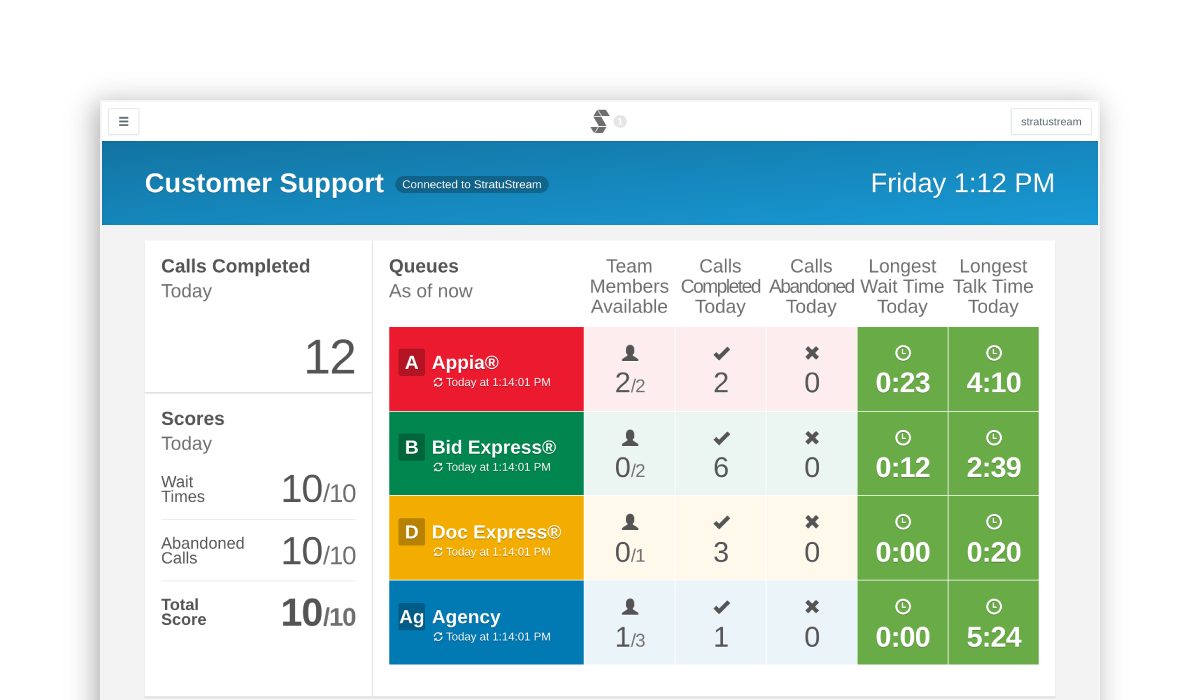 1
stratustream
Customer Support
Connected to StratuStream
Friday 1:12 PM
Calls Completed
Today
12
Scores
Today
Wait
Times
10/10
Abandoned
Calls
10/10
Total
Score
10/10
Queues
As of now
Team
Members
Available
Calls
Completed
Today
Calls
Abandoned
Today
Longest
Wait Time
Today
Longest
Talk Time
Today
A Appia®
Today at 1:14:01 PM
2/2
2
0
0:23
4:10
B Bid Express®
Today at 1:14:01 PM
0/2
6
0
0:12
2:39
D Doc Express®
Today at 1:14:01 PM
0/1
3
0
0:00
0:20
Ag Agency
Today at 1:14:01 PM
1/3
1
0
0:00
5:24